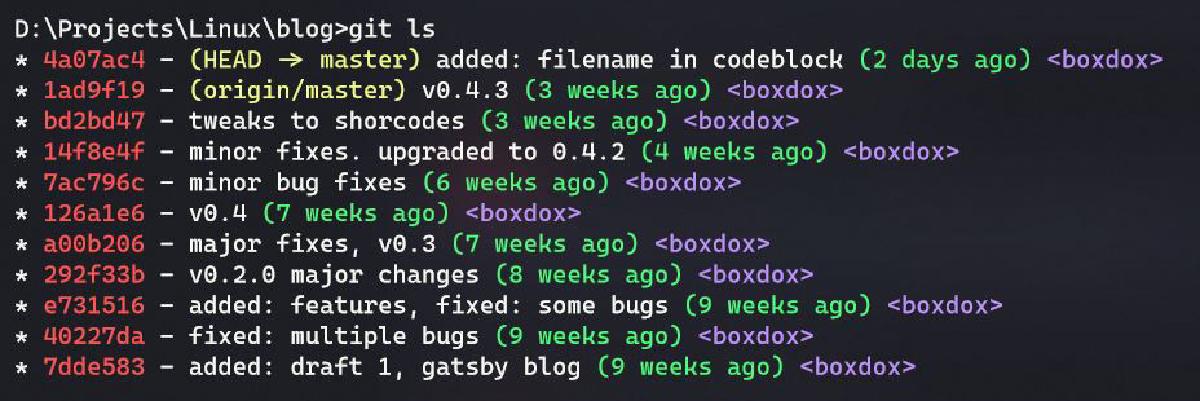 D:\Projects\Linux\blog>git ls
* 4a07ac4 - (HEAD -> master) added: filename in codeblock (2 days ago) <boxdox>
* 1ad9f19 - (origin/master) v0.4.3 (3 weeks ago) <boxdox>
* bd2bd47 - tweaks to shorcodes (3 weeks ago) <boxdox>
* 14f8e4f - minor fixes. upgraded to 0.4.2 (4 weeks ago) <boxdox>
* 7ac796c - minor bug fixes (6 weeks ago) <boxdox>
* 126a1e6 - v0.4 (7 weeks ago) <boxdox>
* a00b206 - major fixes, v0.3 (7 weeks ago) <boxdox>
* 292f33b - v0.2.0 major changes (8 weeks ago) <boxdox>
* e731516 - added: features, fixed: some bugs (9 weeks ago) <boxdox>
* 40227da - fixed: multiple bugs (9 weeks ago) <boxdox>
* 7dde583 - added: draft 1, gatsby blog (9 weeks ago) <boxdox>